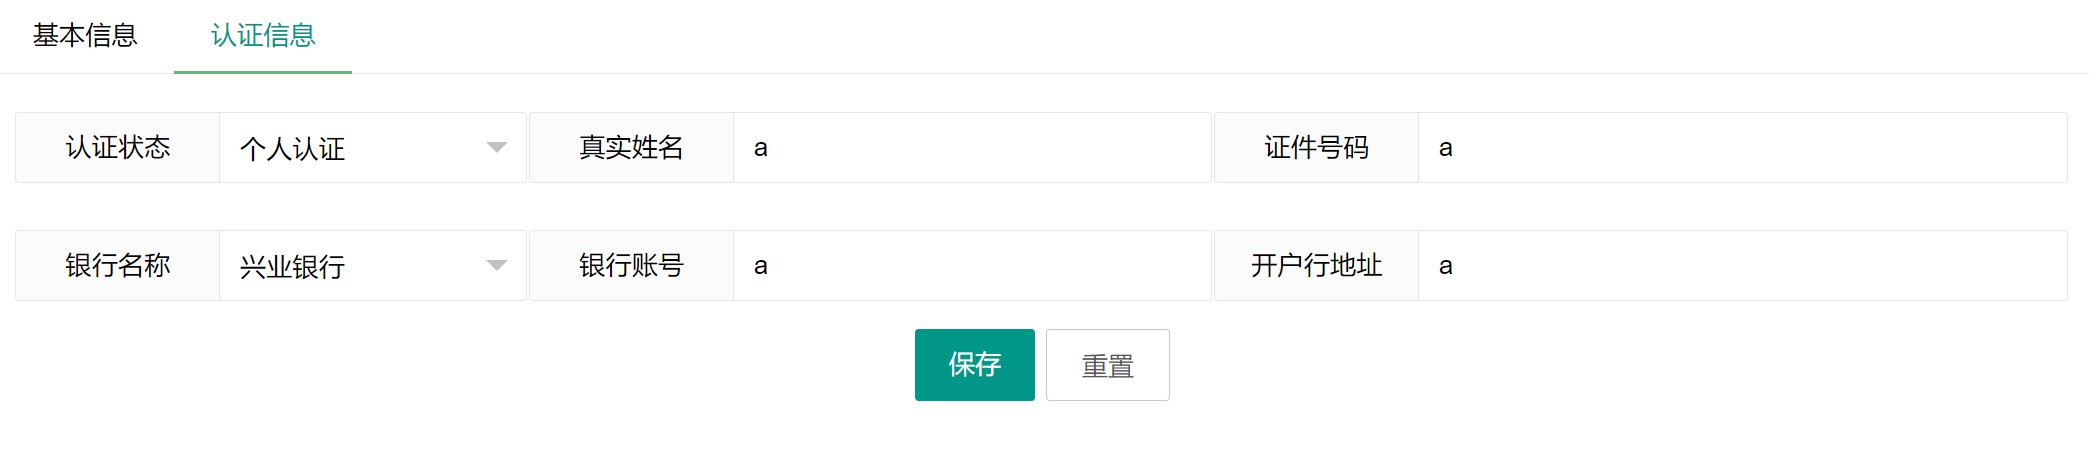 基本信息 认证信息
认证状态 个人认证 真实姓名 a 证件号码 a
银行名称 兴业银行 银行账号 a 开户行地址 a
保存 重置